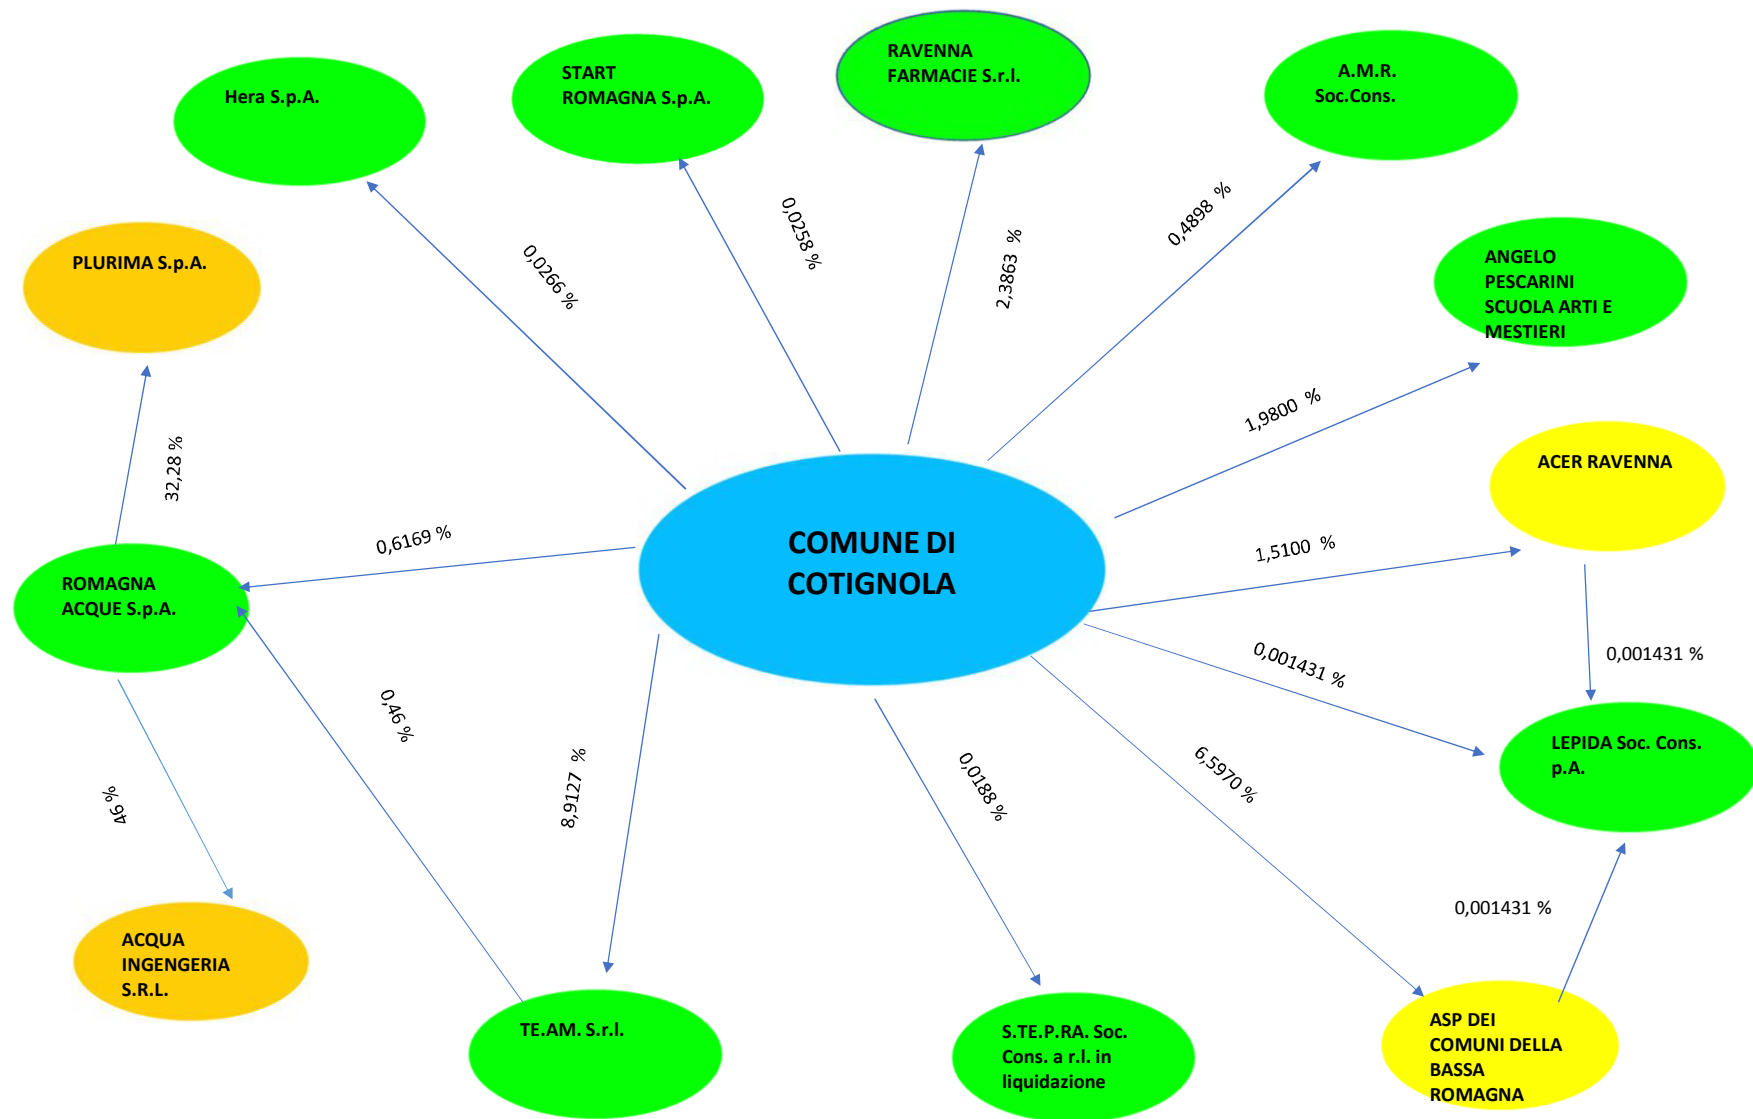 RAVENNA
FARMACIE S.r.l.
START
ROMAGNA S.p.A.
A.M.R.
Soc.Cons.
Hera S.p.A.
0,0258 %
0,4898 %
2,3863 %
0,0266 %
PLURIMA S.p.A.
ANGELO
PESCARINI
SCUOLA ARTI E
MESTIERI
1,9800 %
32,28 %
ACER RAVENNA
0,6169 %
COMUNE DI
COTIGNOLA
1,5100 %
ROMAGNA
ACQUE S.p.A.
0,001431 %
0,001431 %
0,46 %
8,9127 %
0,0188 %
6,5970 %
LEPIDA Soc. Cons.
p.A.
46 %
0,001431 %
ACQUA
INGENGERIA
S.R.L.
TE.AM. S.r.l.
S.TE.P.RA. Soc.
Cons. a r.l. in
liquidazione
ASP DEI
COMUNI DELLA
BASSA
ROMAGNA